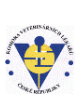 KOMORA VETERINÁRNÍCH LÉKAŘŮ
ČESKÉ REPUBLIKY